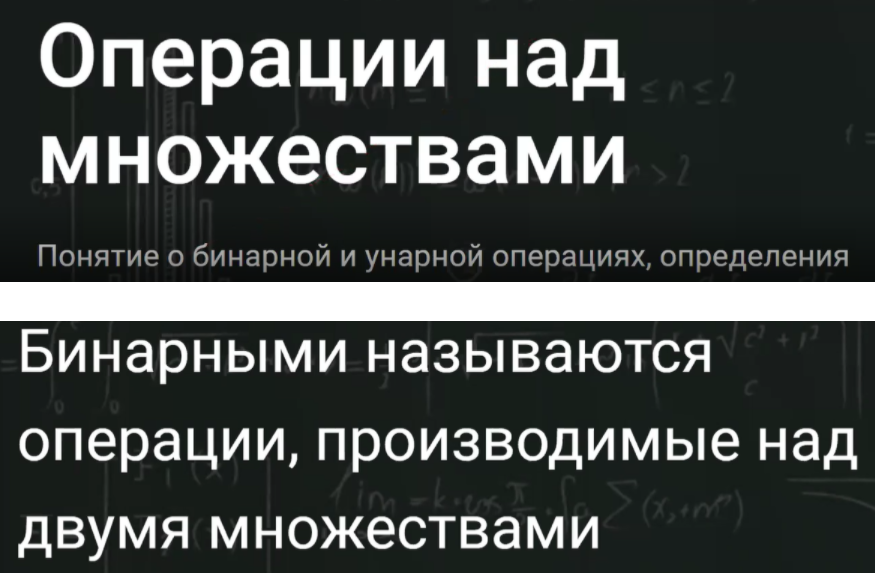 Операции над
множествами
Понятие о бинарной и унарной операциях, определения
Бинарными называются
операции, производимые над
двумя множествами